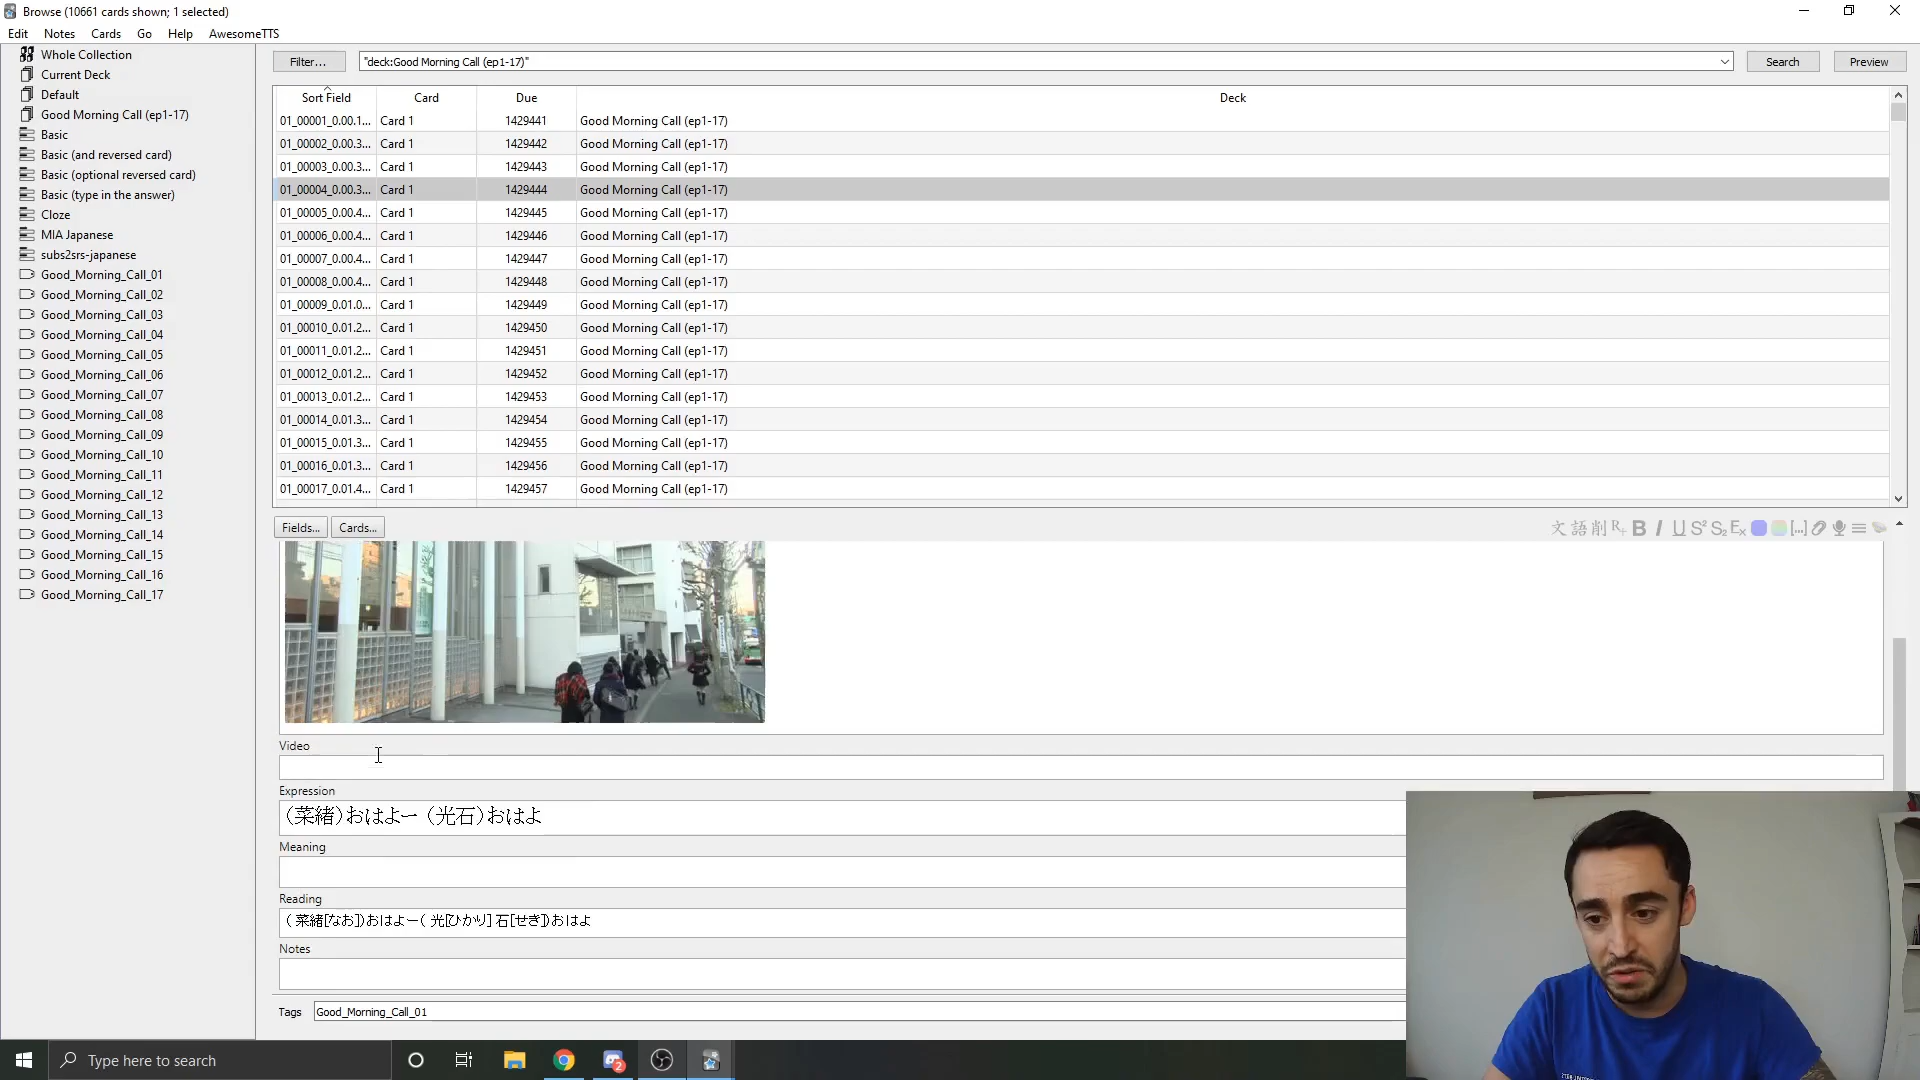 Browse (10661 cards shown; 1 selected)
Edit Notes Cards Go Help AwesomeTTS
Whole Collection
Current Deck
Default
Good Morning Call (ep1-17)
Basic
Basic (and reversed card)
Basic (optional reversed card)
Basic (type in the answer)
Cloze
MIA Japanese
subs2srs-japanese
Good_Morning_Call_01
Good_Morning_Call_02
Good_Morning_Call_03
Good_Morning_Call_04
Good_Morning_Call_05
Good_Morning_Call_06
Good_Morning_Call_07
Good_Morning_Call_08
Good_Morning_Call_09
Good_Morning_Call_10
Good_Morning_Call_11
Good_Morning_Call_12
Good_Morning_Call_13
Good_Morning_Call_14
Good_Morning_Call_15
Good_Morning_Call_16
Good_Morning_Call_17
Filter... "deck:Good Morning Call (ep1-17)" Search Preview
Sort Field Card Due Deck
01_00001_0.00.1... Card 1 1429441 Good Morning Call (ep1-17)
01_00002_0.00.3... Card 1 1429442 Good Morning Call (ep1-17)
01_00003_0.00.3... Card 1 1429443 Good Morning Call (ep1-17)
01_00004_0.00.3... Card 1 1429444 Good Morning Call (ep1-17)
01_00005_0.00.4... Card 1 1429445 Good Morning Call (ep1-17)
01_00006_0.00.4... Card 1 1429446 Good Morning Call (ep1-17)
01_00007_0.00.4... Card 1 1429447 Good Morning Call (ep1-17)
01_00008_0.00.4... Card 1 1429448 Good Morning Call (ep1-17)
01_00009_0.01.0... Card 1 1429449 Good Morning Call (ep1-17)
01_00010_0.01.2... Card 1 1429450 Good Morning Call (ep1-17)
01_00011_0.01.2... Card 1 1429451 Good Morning Call (ep1-17)
01_00012_0.01.2... Card 1 1429452 Good Morning Call (ep1-17)
01_00013_0.01.2... Card 1 1429453 Good Morning Call (ep1-17)
01_00014_0.01.3... Card 1 1429454 Good Morning Call (ep1-17)
01_00015_0.01.3... Card 1 1429455 Good Morning Call (ep1-17)
01_00016_0.01.3... Card 1 1429456 Good Morning Call (ep1-17)
01_00017_0.01.4... Card 1 1429457 Good Morning Call (ep1-17)
Fields... Cards... 文 語 削 R+ B I U S² S₂ Ex [...]
Video
Expression
(菜緒)おはよー (光石)おはよ
Meaning
Reading
( 菜緒[なお])おはよー( 光[ひかり] 石[せき])おはよ
Notes
Tags Good_Morning_Call_01
Type here to search 2